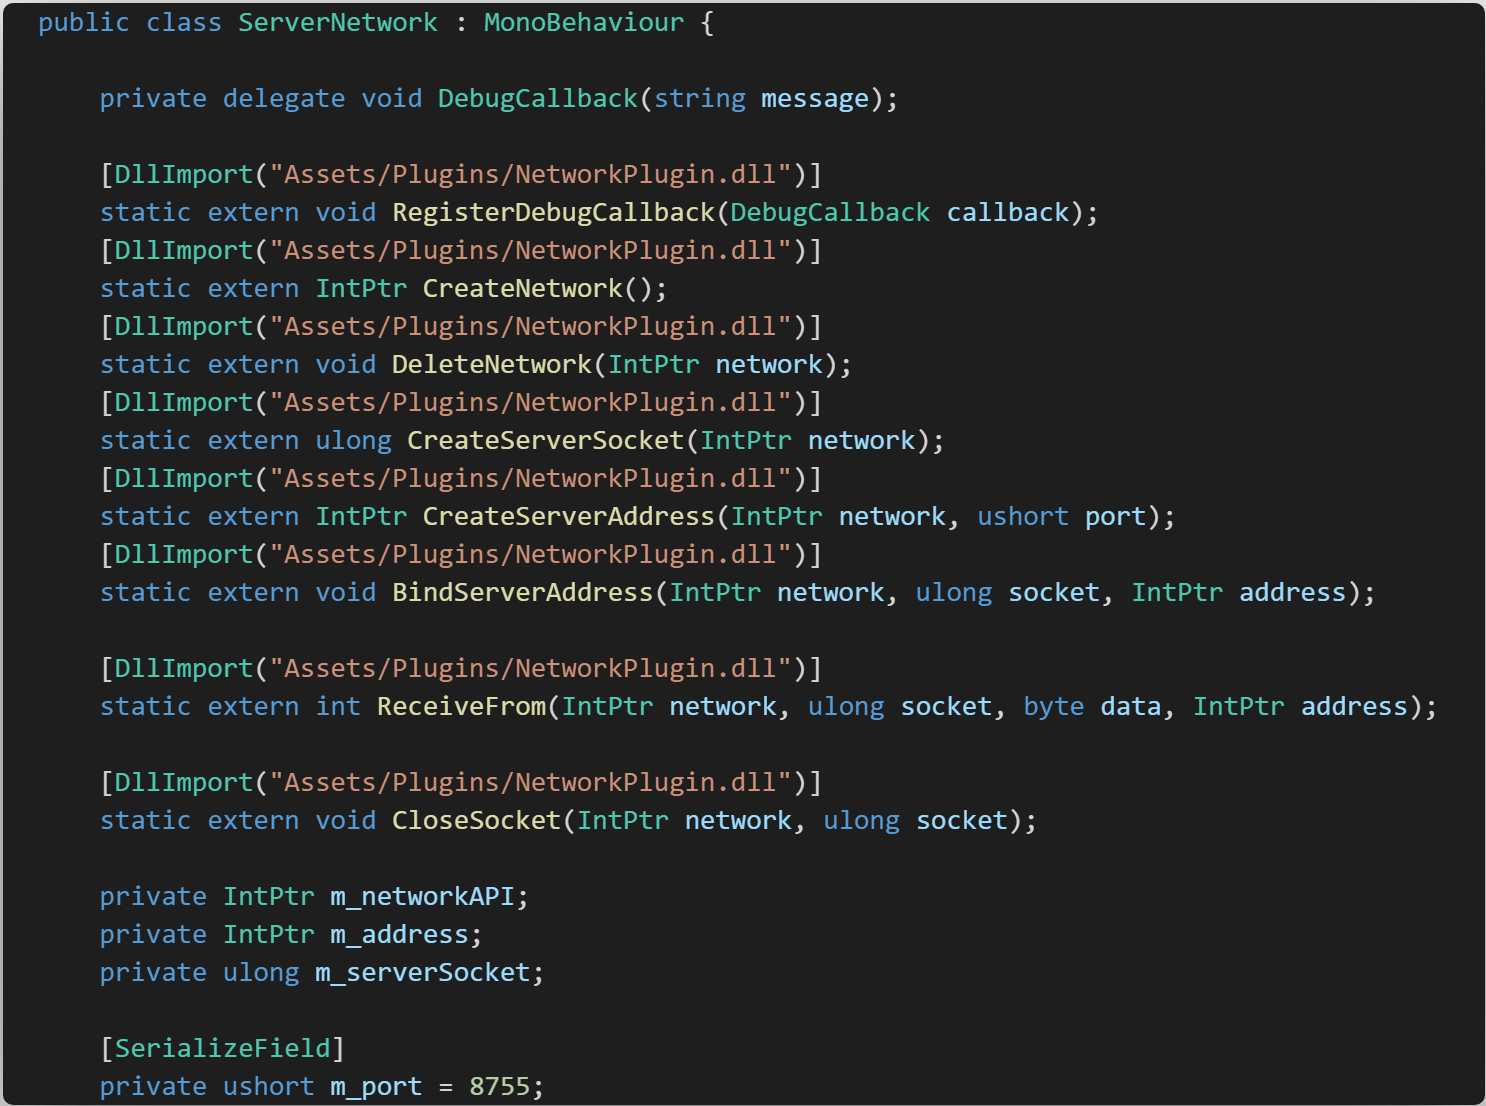 public class ServerNetwork : MonoBehaviour {
private delegate void DebugCallback(string message);
[DllImport("Assets/Plugins/NetworkPlugin.dll")]
static extern void RegisterDebugCallback(DebugCallback callback);
[DllImport("Assets/Plugins/NetworkPlugin.dll")]
static extern IntPtr CreateNetwork();
[DllImport("Assets/Plugins/NetworkPlugin.dll")]
static extern void DeleteNetwork(IntPtr network);
[DllImport("Assets/Plugins/NetworkPlugin.dll")]
static extern ulong CreateServerSocket(IntPtr network);
[DllImport("Assets/Plugins/NetworkPlugin.dll")]
static extern IntPtr CreateServerAddress(IntPtr network, ushort port);
[DllImport("Assets/Plugins/NetworkPlugin.dll")]
static extern void BindServerAddress(IntPtr network, ulong socket, IntPtr address);
[DllImport("Assets/Plugins/NetworkPlugin.dll")]
static extern int ReceiveFrom(IntPtr network, ulong socket, byte data, IntPtr address);
[DllImport("Assets/Plugins/NetworkPlugin.dll")]
static extern void CloseSocket(IntPtr network, ulong socket);
private IntPtr m_networkAPI;
private IntPtr m_address;
private ulong m_serverSocket;
[SerializeField]
private ushort m_port = 8755;